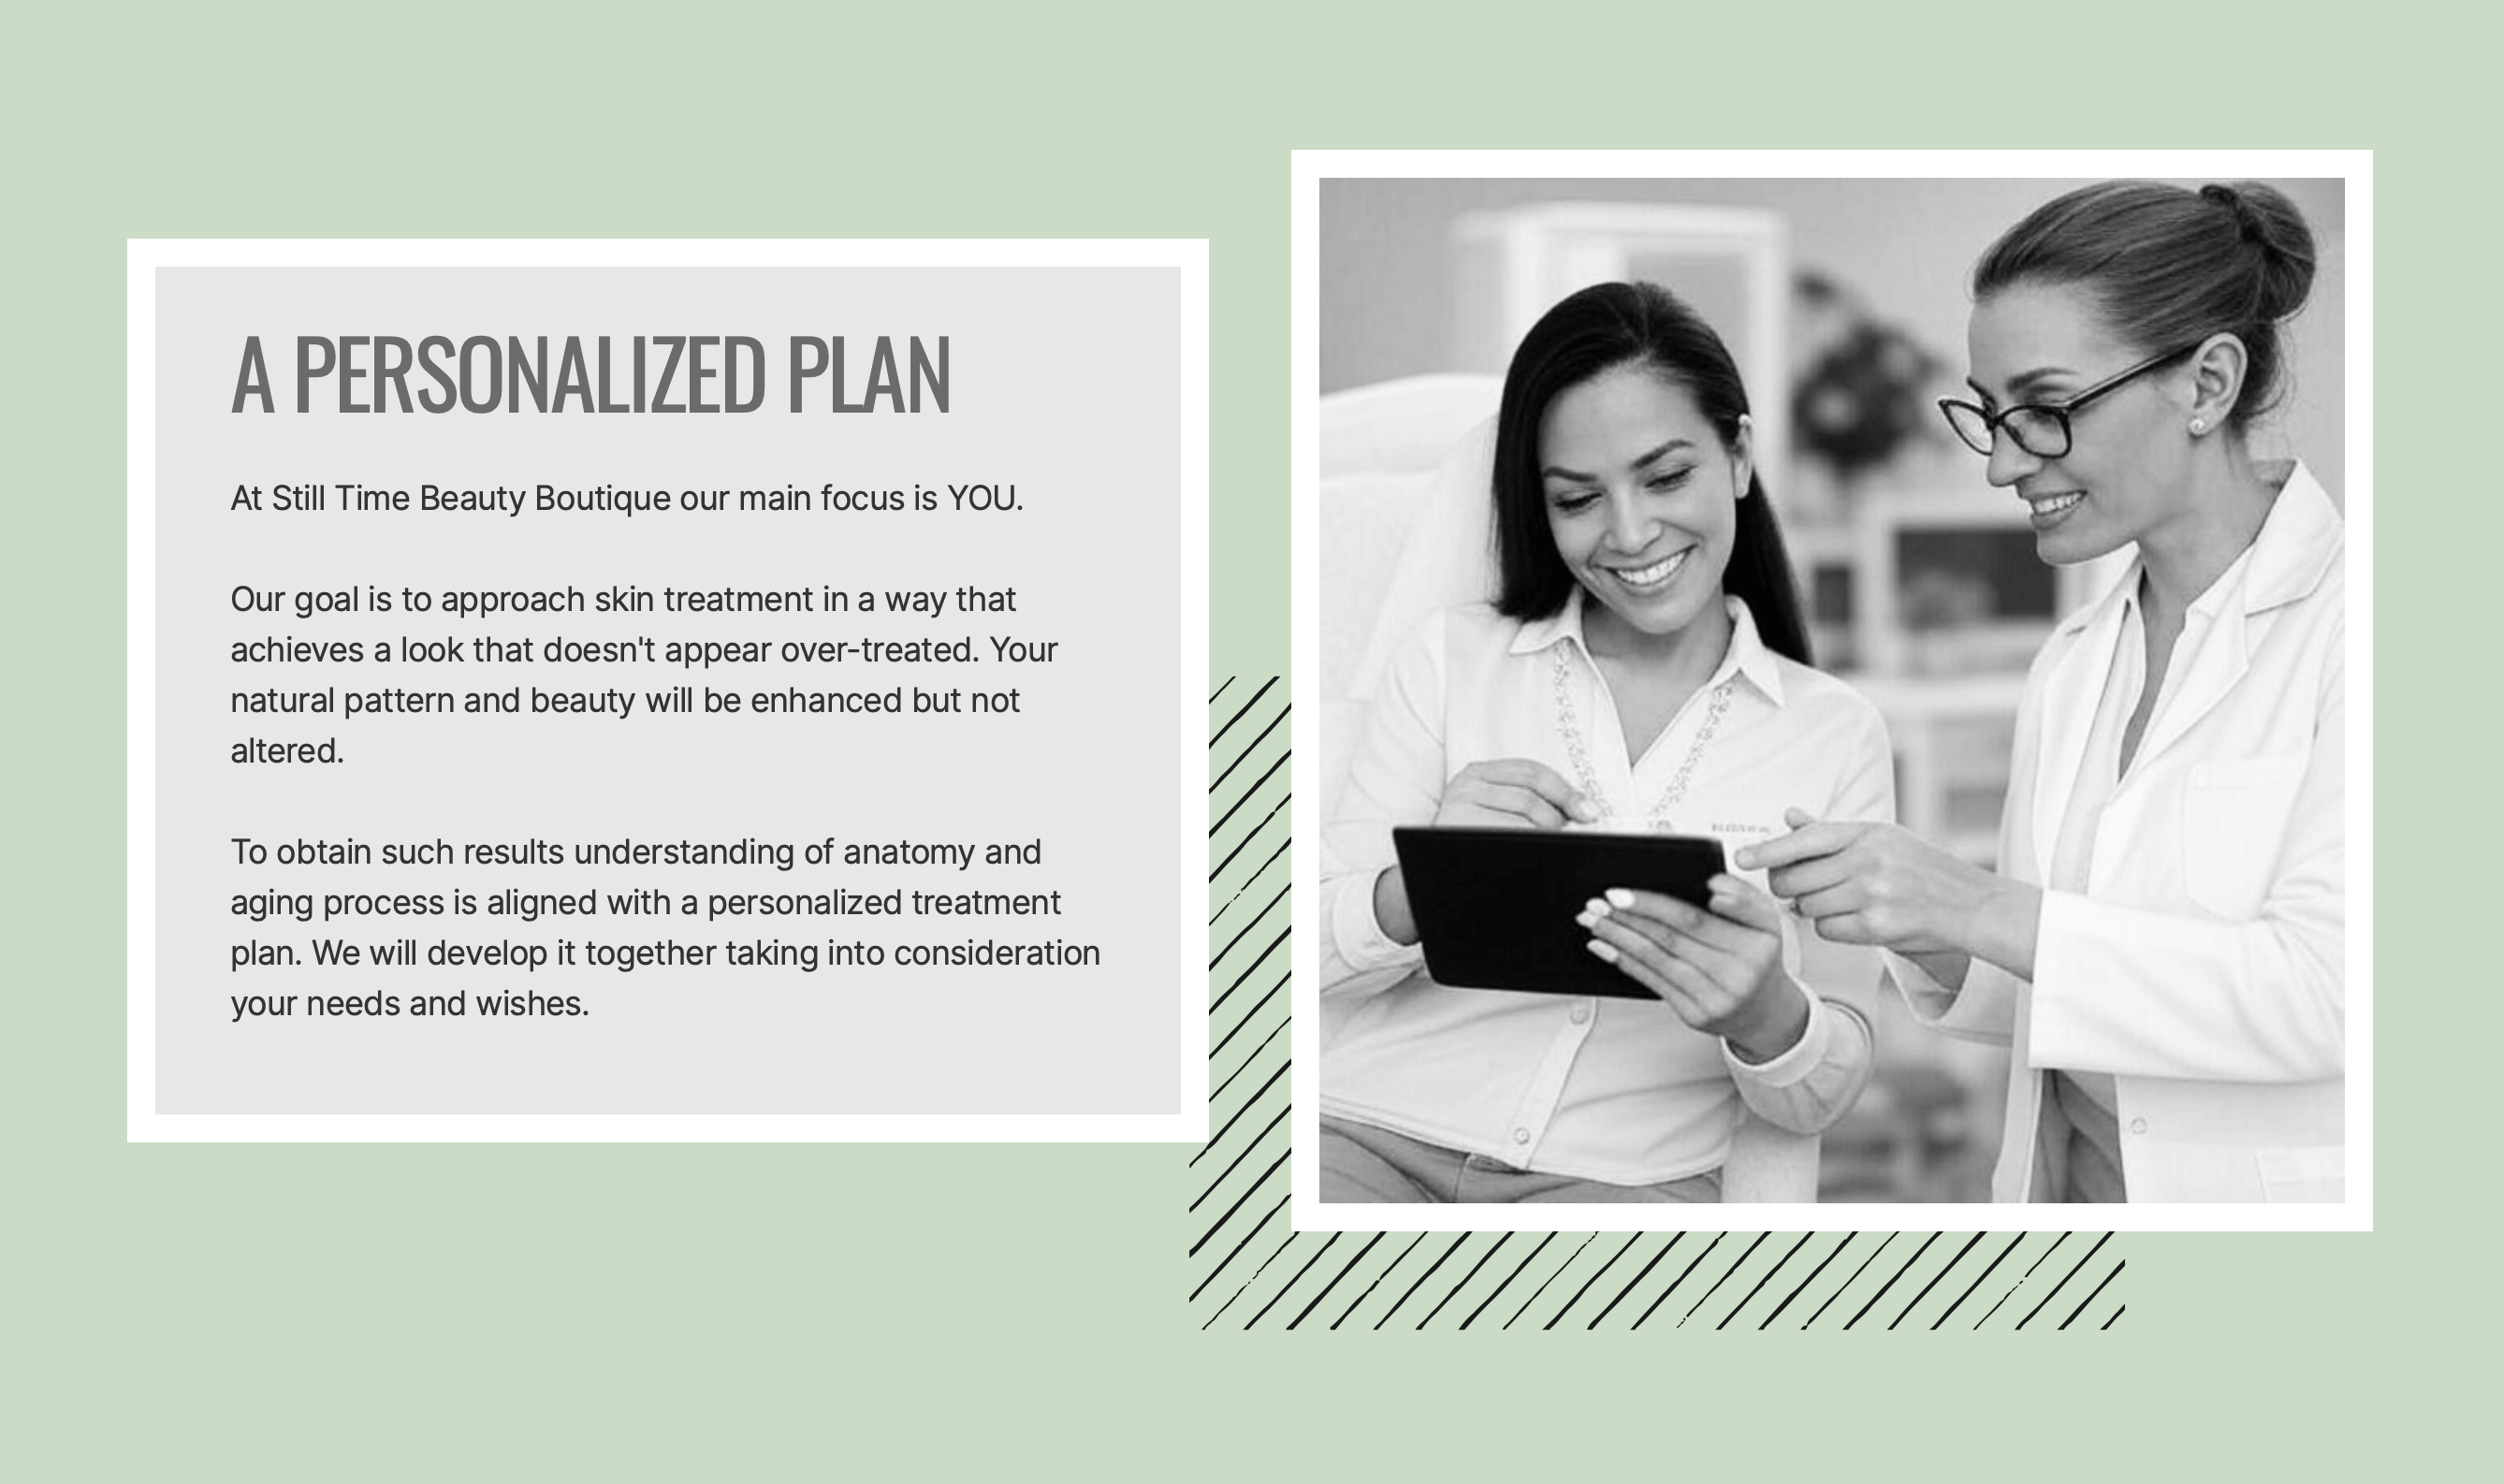 A PERSONALIZED PLAN
At Still Time Beauty Boutique our main focus is YOU.
Our goal is to approach skin treatment in a way that
achieves a look that doesn't appear over-treated. Your
natural pattern and beauty will be enhanced but not
altered.
To obtain such results understanding of anatomy and
aging process is aligned with a personalized treatment
plan. We will develop it together taking into consideration
your needs and wishes.